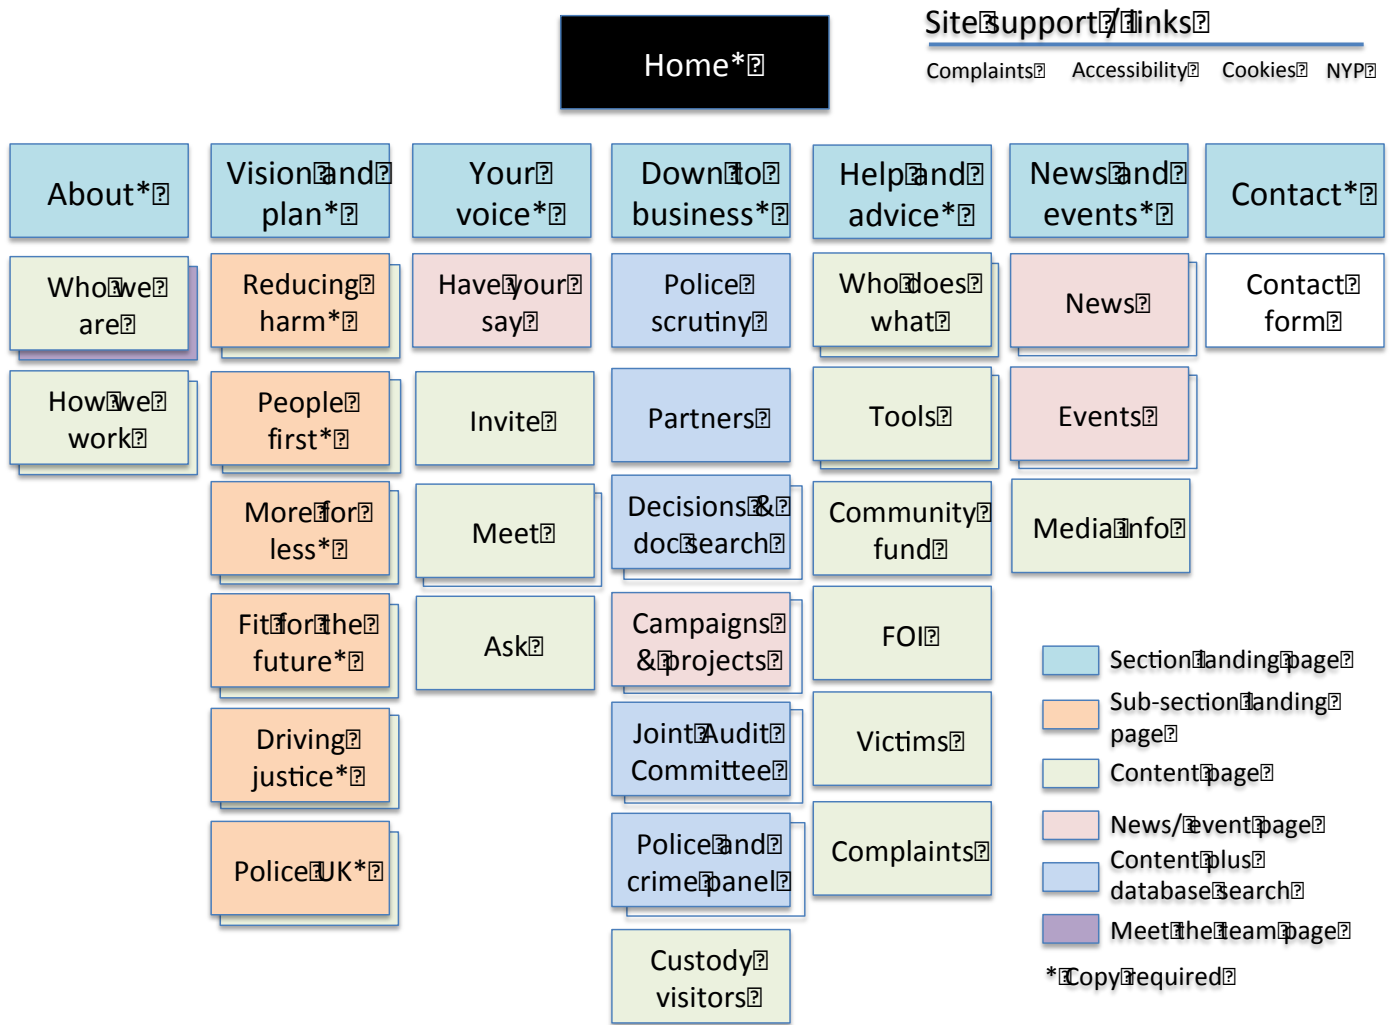 Site support / links
Home*
Complaints Accessibility Cookies NYP
About*
Vision and
plan*
Your
voice*
Down to
business*
Help and
advice*
News and
events*
Contact*
Who we
are
How we
work
Reducing
harm*
People
first*
More for
less*
Fit for the
future*
Driving
justice*
Police UK*
Have your
say
Invite
Meet
Ask
Police
scrutiny
Partners
Decisions &
doc search
Campaigns
& projects
Joint Audit
Committee
Police and
crime panel
Custody
visitors
Who does
what
Tools
Community
fund
FOI
Victims
Complaints
News
Events
Media info
Contact
form
Section landing page
Sub-section landing
page
Content page
News/ event page
Content plus
database search
Meet the team page
* Copy required